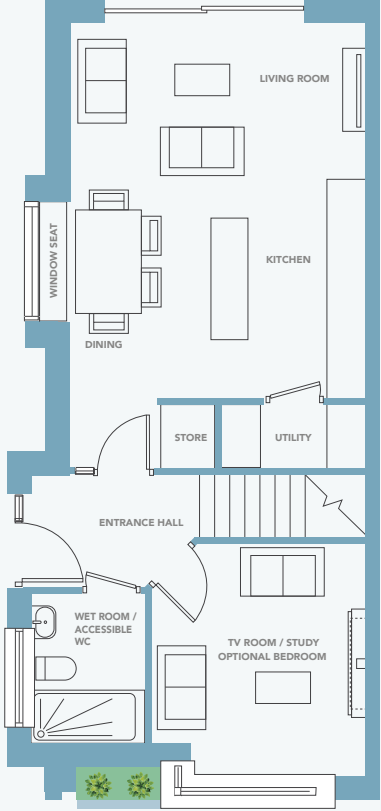 LIVING ROOM
WINDOW SEAT
KITCHEN
DINING
STORE
UTILITY
ENTRANCE HALL
WET ROOM /
ACCESSIBLE
WC
TV ROOM / STUDY
OPTIONAL BEDROOM